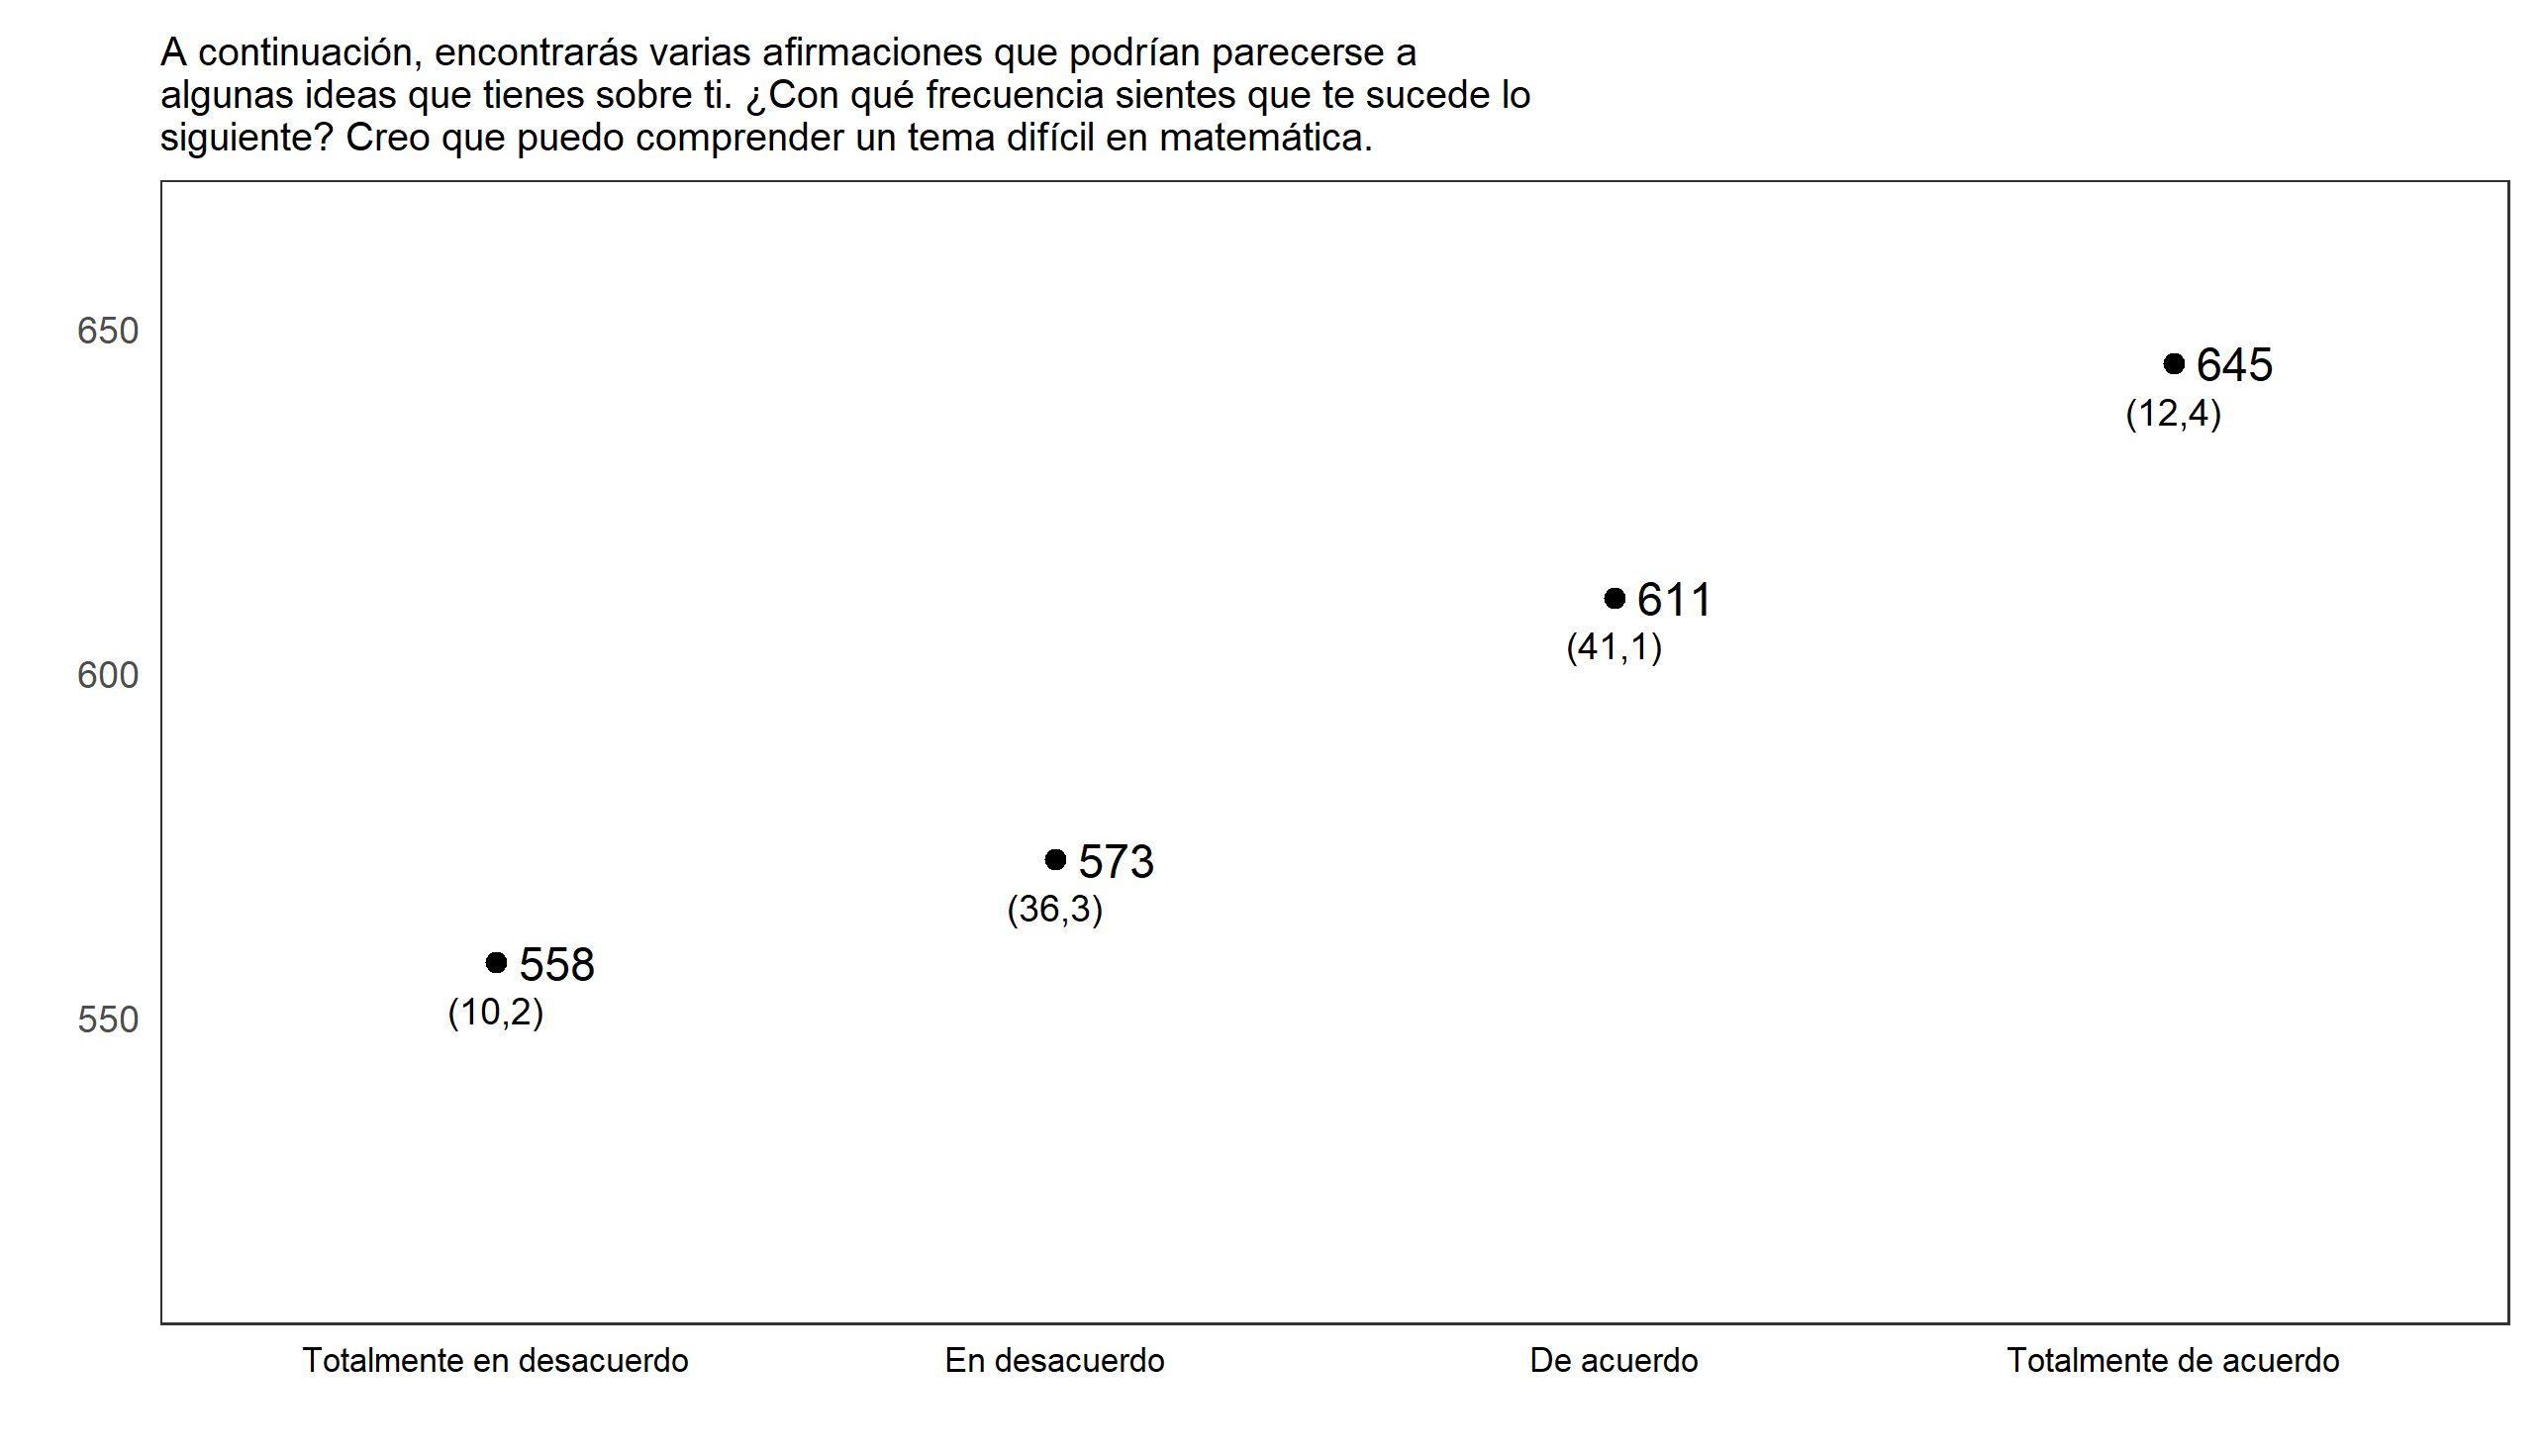 A continuación, encontrarás varias afirmaciones que podrían parecerse a
algunas ideas que tienes sobre ti. ¿Con qué frecuencia sientes que te sucede lo
siguiente? Creo que puedo comprender un tema difícil en matemática.
650
645
(12,4)
611
(41,1)
600
573
(36,3)
558
(10,2)
550
Totalmente en desacuerdo
En desacuerdo
De acuerdo
Totalmente de acuerdo